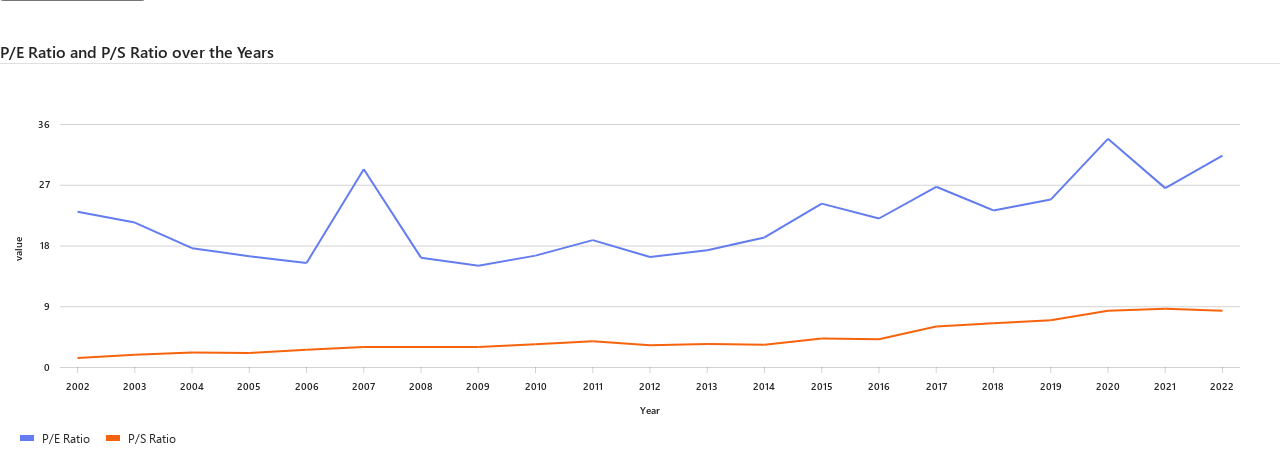 P/E Ratio and P/S Ratio over the Years
36
27
18
9
0
value
2002 2003 2004 2005 2006 2007 2008 2009 2010 2011 2012 2013 2014 2015 2016 2017 2018 2019 2020 2021 2022
Year
P/E Ratio P/S Ratio